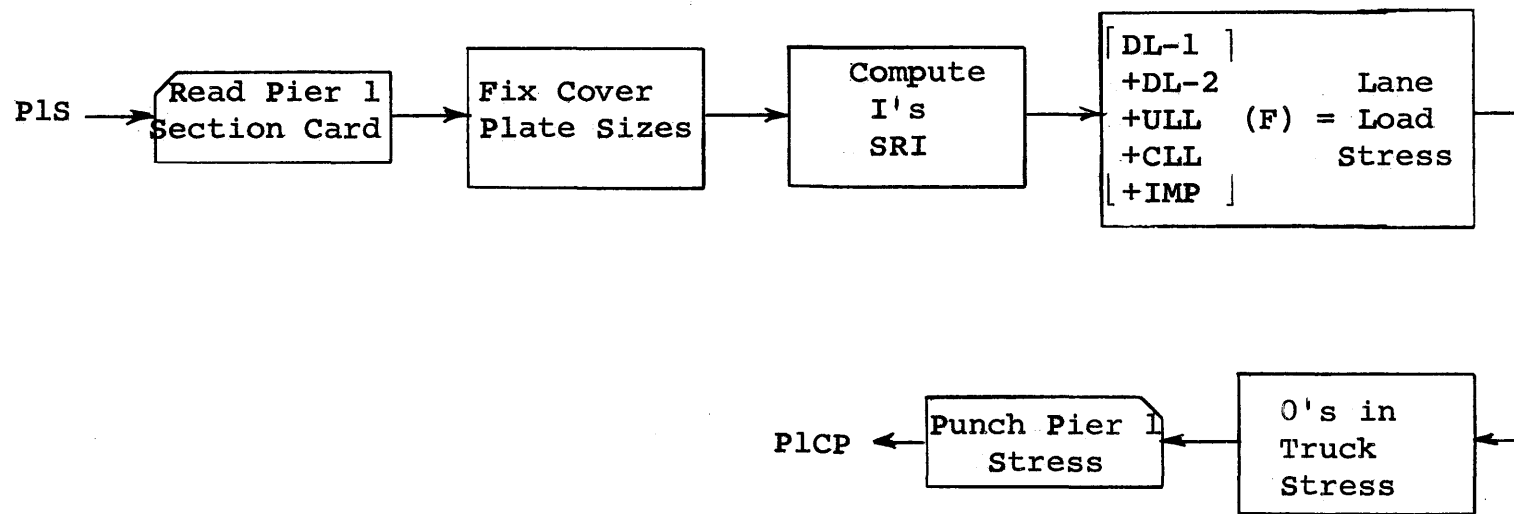 P1S
Read Pier 1
Section Card
Fix Cover
Plate Sizes
Compute
I's
SRI
[DL-1 ]
+DL-2
+ULL (F) = Lane
Load
+CLL Stress
[+IMP ]
P1CP
Punch Pier 1
Stress
0's in
Truck
Stress